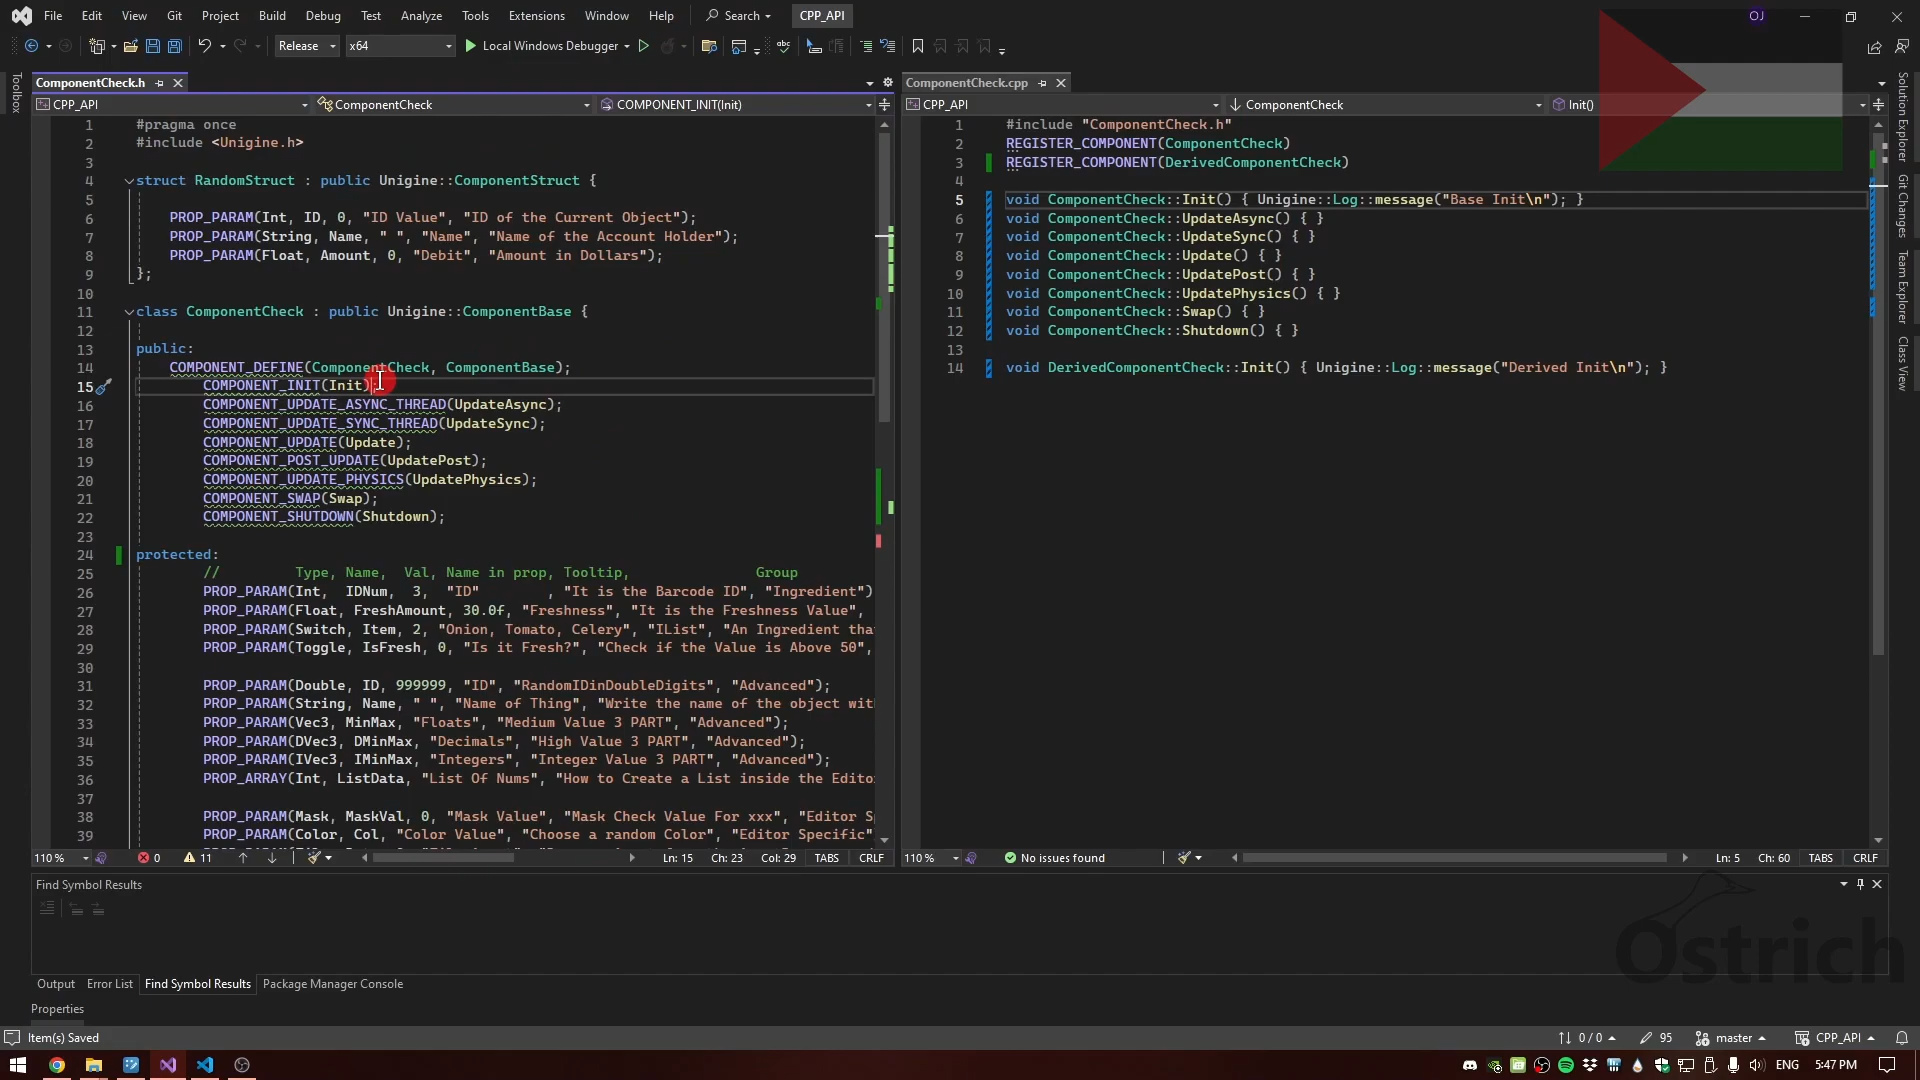 File Edit View Git Project Build Debug Test Analyze Tools Extensions Window Help Search CPP_API OJ
Release x64 Local Windows Debugger
Toolbox
ComponentCheck.h
CPP_API ComponentCheck COMPONENT_INIT(Init)
1 #pragma once
2 #include <Unigine.h>
3
4 struct RandomStruct : public Unigine::ComponentStruct {
5
6 PROP_PARAM(Int, ID, 0, "ID Value", "ID of the Current Object");
7 PROP_PARAM(String, Name, " ", "Name", "Name of the Account Holder");
8 PROP_PARAM(Float, Amount, 0, "Debit", "Amount in Dollars");
9 };
10
11 class ComponentCheck : public Unigine::ComponentBase {
12
13 public:
14 COMPONENT_DEFINE(ComponentCheck, ComponentBase);
15 COMPONENT_INIT(Init);
16 COMPONENT_UPDATE_ASYNC_THREAD(UpdateAsync);
17 COMPONENT_UPDATE_SYNC_THREAD(UpdateSync);
18 COMPONENT_UPDATE(Update);
19 COMPONENT_POST_UPDATE(UpdatePost);
20 COMPONENT_UPDATE_PHYSICS(UpdatePhysics);
21 COMPONENT_SWAP(Swap);
22 COMPONENT_SHUTDOWN(Shutdown);
23
24 protected:
25 // Type, Name, Val, Name in prop, Tooltip, Group
26 PROP_PARAM(Int, IDNum, 3, "ID" , "It is the Barcode ID", "Ingredient")
27 PROP_PARAM(Float, FreshAmount, 30.0f, "Freshness", "It is the Freshness Value",
28 PROP_PARAM(Switch, Item, 2, "Onion, Tomato, Celery", "IList", "An Ingredient tha
29 PROP_PARAM(Toggle, IsFresh, 0, "Is it Fresh?", "Check if the Value is Above 50",
30
31 PROP_PARAM(Double, ID, 999999, "ID", "RandomIDinDoubleDigits", "Advanced");
32 PROP_PARAM(String, Name, " ", "Name of Thing", "Write the name of the object wit
33 PROP_PARAM(Vec3, MinMax, "Floats", "Medium Value 3 PART", "Advanced");
34 PROP_PARAM(DVec3, DMinMax, "Decimals", "High Value 3 PART", "Advanced");
35 PROP_PARAM(IVec3, IMinMax, "Integers", "Integer Value 3 PART", "Advanced");
36 PROP_ARRAY(Int, ListData, "List Of Nums", "How to Create a List inside the Edito
37
38 PROP_PARAM(Mask, MaskVal, 0, "Mask Value", "Mask Check Value For xxx", "Editor S
39 PROP_PARAM(Color, Col, "Color Value", "Choose a random Color", "Editor Specific"
110 % 0 11 Ln: 15 Ch: 23 Col: 29 TABS CRLF
ComponentCheck.cpp
CPP_API ComponentCheck Init()
1 #include "ComponentCheck.h"
2 REGISTER_COMPONENT(ComponentCheck)
3 REGISTER_COMPONENT(DerivedComponentCheck)
4
5 void ComponentCheck::Init() { Unigine::Log::message("Base Init\n"); }
6 void ComponentCheck::UpdateAsync() { }
7 void ComponentCheck::UpdateSync() { }
8 void ComponentCheck::Update() { }
9 void ComponentCheck::UpdatePost() { }
10 void ComponentCheck::UpdatePhysics() { }
11 void ComponentCheck::Swap() { }
12 void ComponentCheck::Shutdown() { }
13
14 void DerivedComponentCheck::Init() { Unigine::Log::message("Derived Init\n"); }
110 % No issues found Ln: 5 Ch: 60 TABS CRLF
Solution Explorer
Git Changes
Team Explorer
Class View
Find Symbol Results
Ostrich
Output Error List Find Symbol Results Package Manager Console
Properties
Item(s) Saved 0 / 0 95 master CPP_API
ENG 5:47 PM